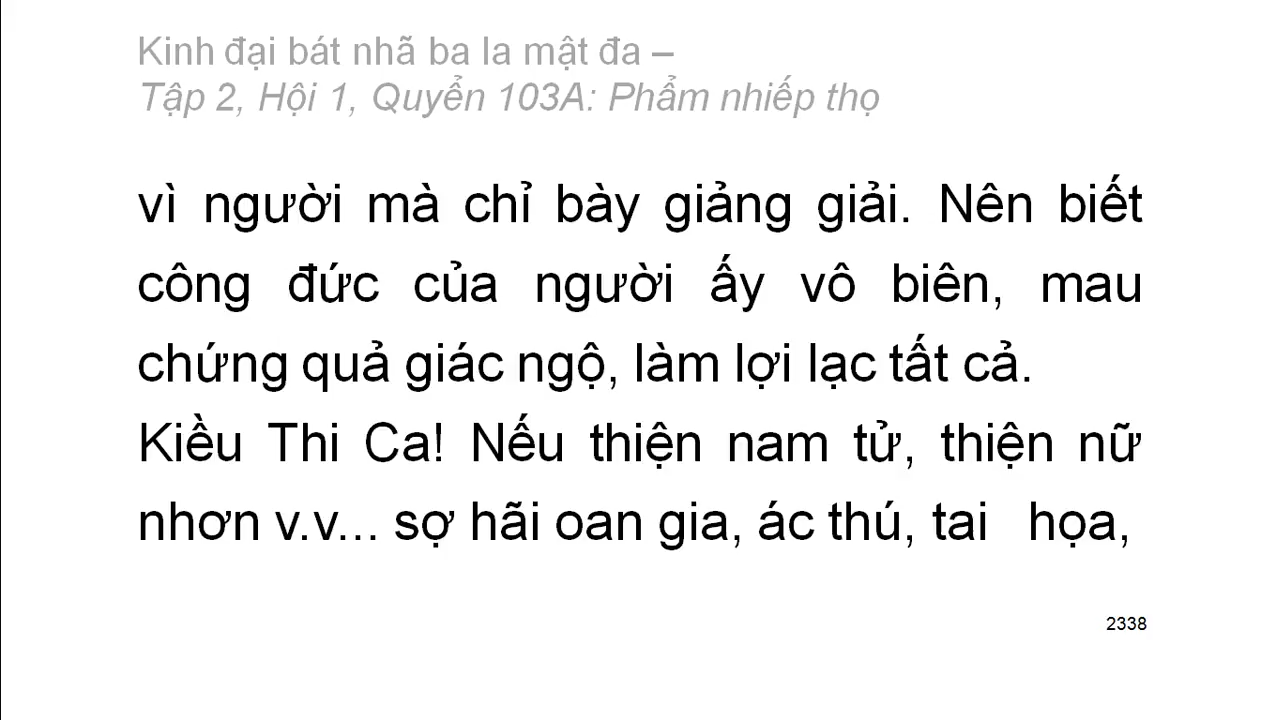 Kinh đại bát nhã ba la mật đa –
Tập 2, Hội 1, Quyển 103A: Phẩm nhiếp thọ
vì người mà chỉ bày giảng giải. Nên biết
công đức của người ấy vô biên, mau
chứng quả giác ngộ, làm lợi lạc tất cả.
Kiều Thi Ca! Nếu thiện nam tử, thiện nữ
nhơn v.v... sợ hãi oan gia, ác thú, tai họa,
2338